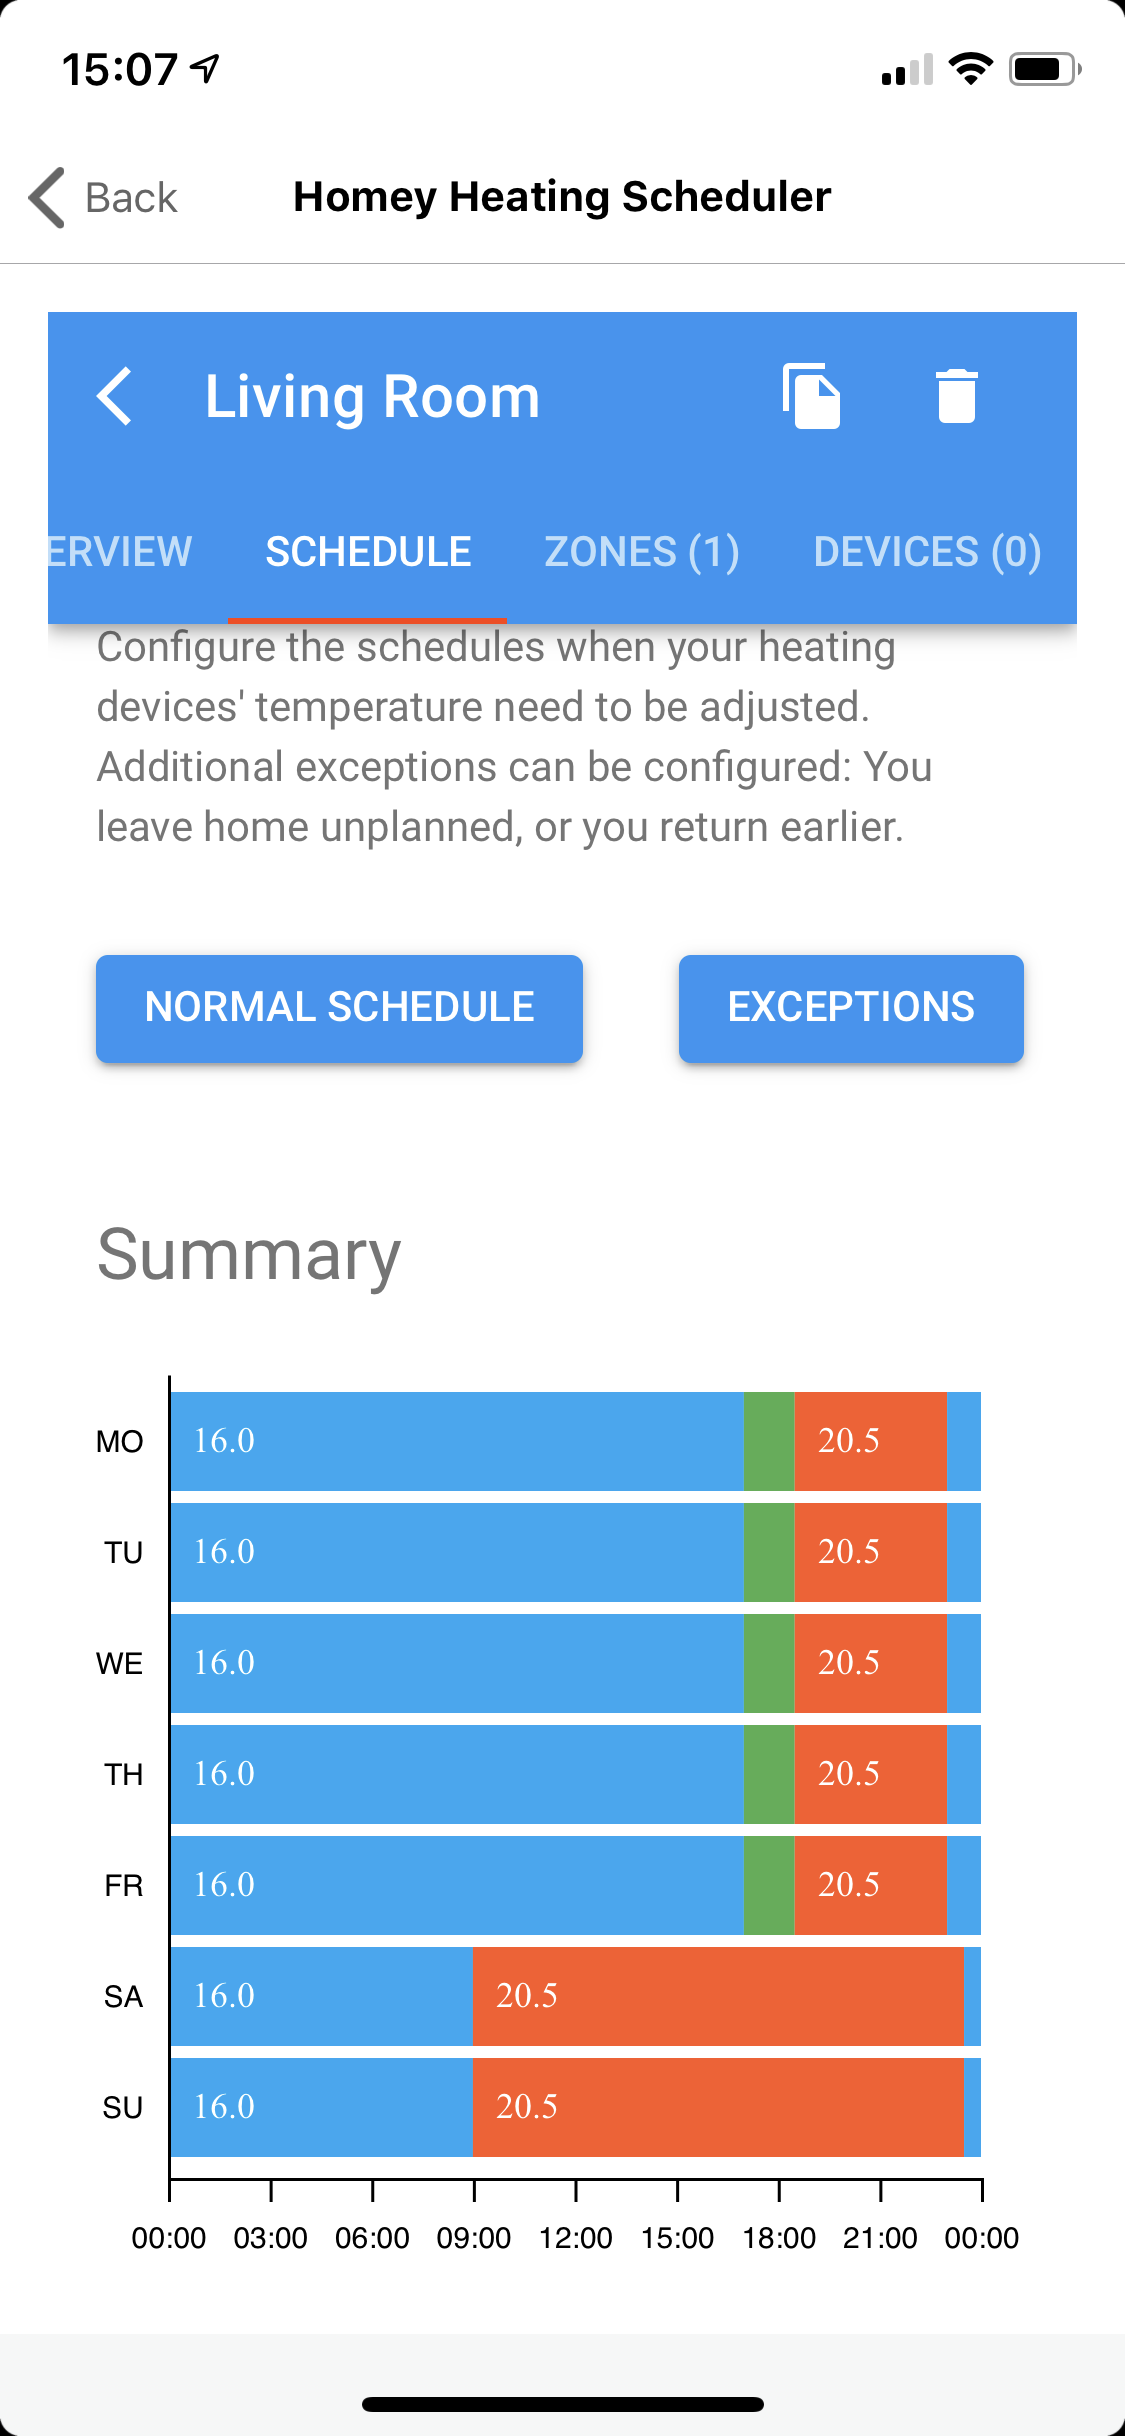 15:07
Back
Homey Heating Scheduler
Living Room
ERVIEW SCHEDULE ZONES (1) DEVICES (0)
Configure the schedules when your heating
devices' temperature need to be adjusted.
Additional exceptions can be configured: You
leave home unplanned, or you return earlier.
NORMAL SCHEDULE EXCEPTIONS
Summary
MO 16.0 20.5
TU 16.0 20.5
WE 16.0 20.5
TH 16.0 20.5
FR 16.0 20.5
SA 16.0 20.5
SU 16.0 20.5
00:00 03:00 06:00 09:00 12:00 15:00 18:00 21:00 00:00